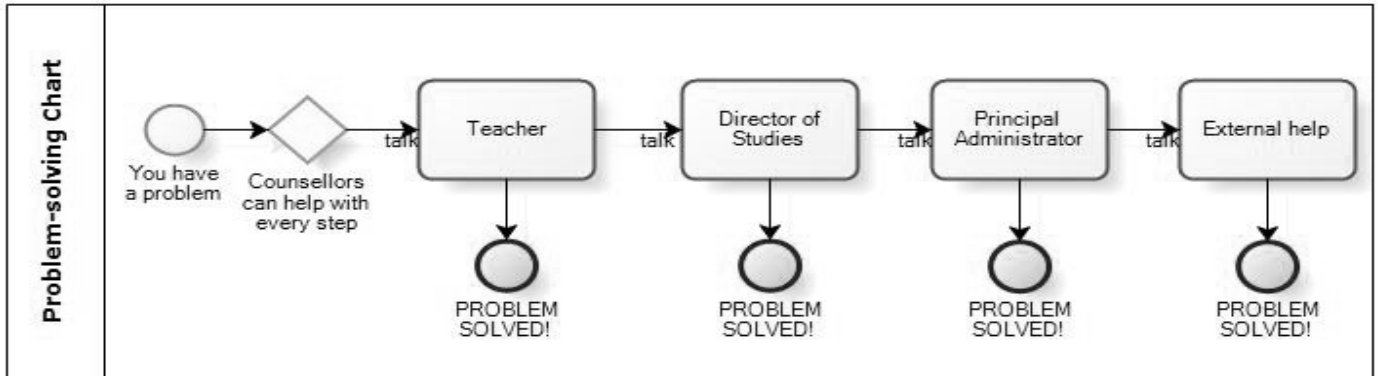 Problem-solving Chart
You have
a problem
Counsellors
can help with
every step
talk
Teacher
PROBLEM
SOLVED!
talk
Director of
Studies
PROBLEM
SOLVED!
talk
Principal
Administrator
PROBLEM
SOLVED!
talk
External help
PROBLEM
SOLVED!